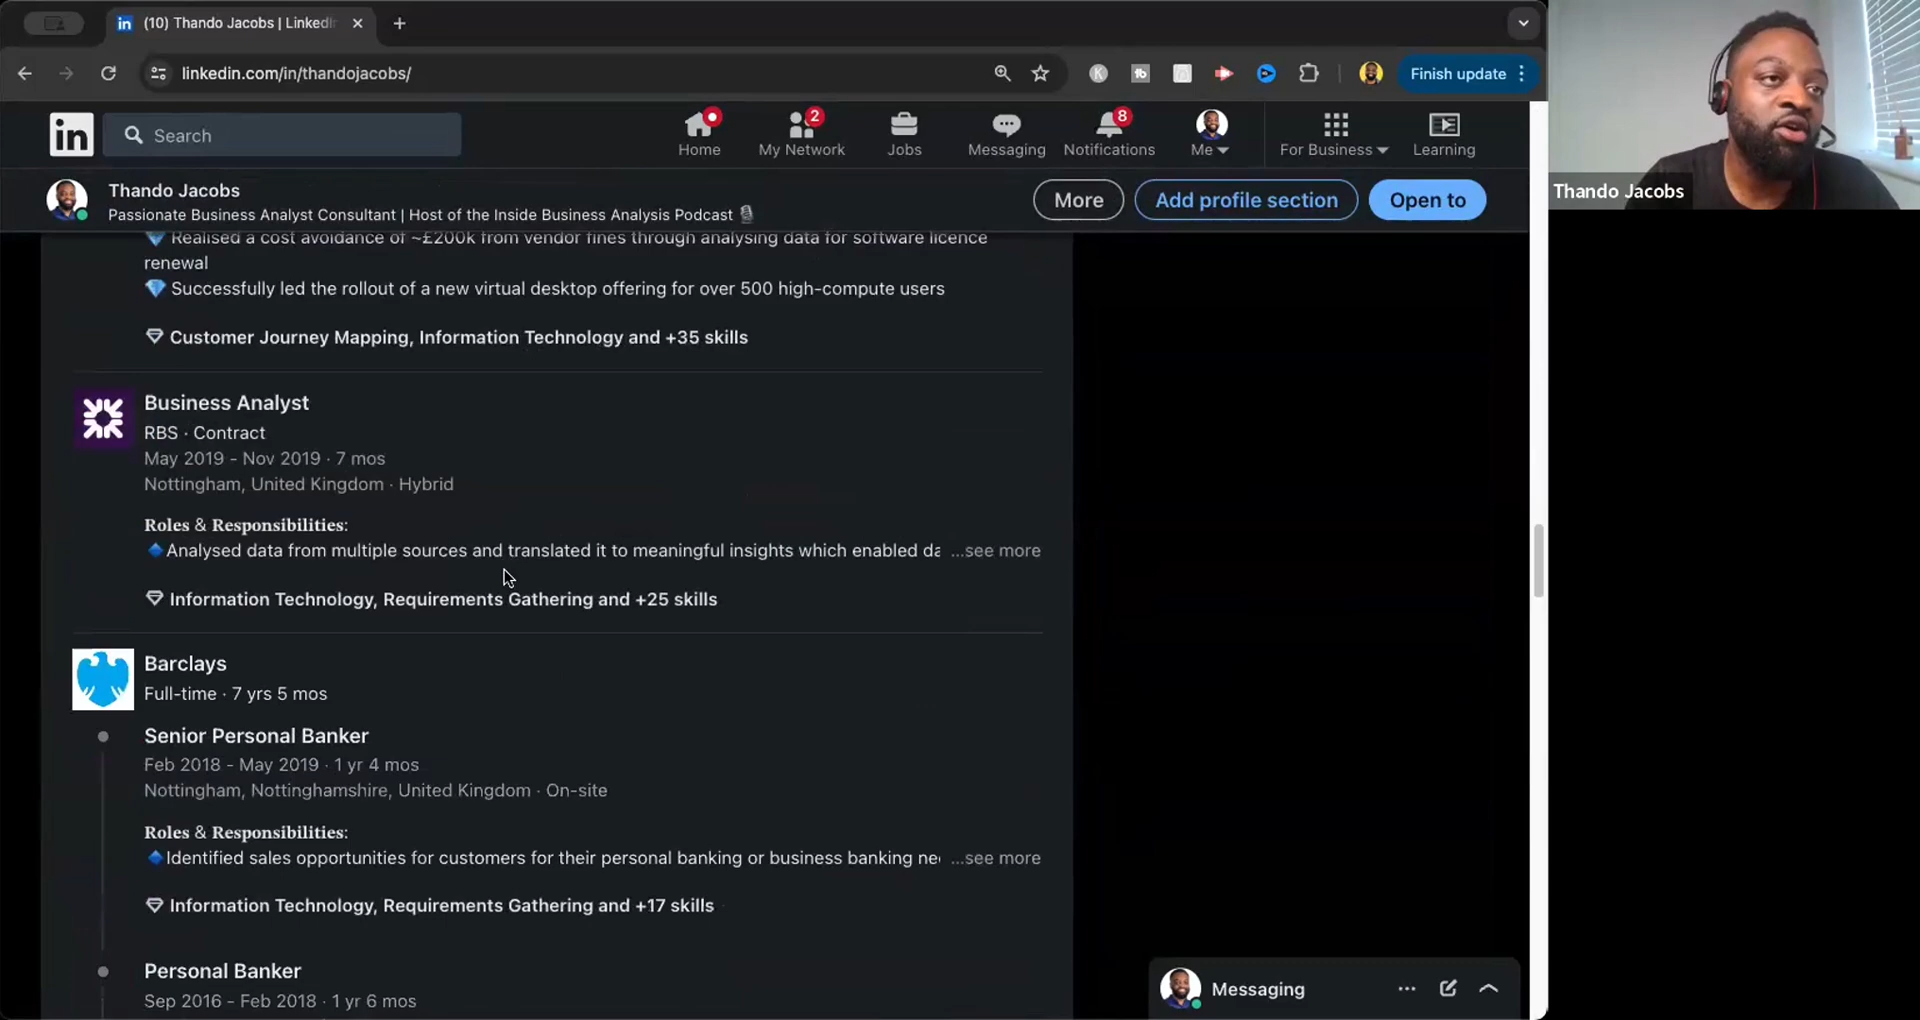 (10) Thando Jacobs | LinkedIn
linkedin.com/in/thandojacobs/
Finish update
in
Search
Home
2
My Network
Jobs
Messaging
8
Notifications
Me
For Business
Learning
Thando Jacobs
Passionate Business Analyst Consultant | Host of the Inside Business Analysis Podcast
More
Add profile section
Open to
Thando Jacobs
Realised a cost avoidance of ~£200k from vendor fines through analysing data for software licence
renewal
Successfully led the rollout of a new virtual desktop offering for over 500 high-compute users
Customer Journey Mapping, Information Technology and +35 skills
Business Analyst
RBS · Contract
May 2019 - Nov 2019 · 7 mos
Nottingham, United Kingdom · Hybrid
Roles & Responsibilities:
Analysed data from multiple sources and translated it to meaningful insights which enabled da ...see more
Information Technology, Requirements Gathering and +25 skills
Barclays
Full-time · 7 yrs 5 mos
Senior Personal Banker
Feb 2018 - May 2019 · 1 yr 4 mos
Nottingham, Nottinghamshire, United Kingdom · On-site
Roles & Responsibilities:
Identified sales opportunities for customers for their personal banking or business banking nee ...see more
Information Technology, Requirements Gathering and +17 skills
Personal Banker
Sep 2016 - Feb 2018 · 1 yr 6 mos
Messaging